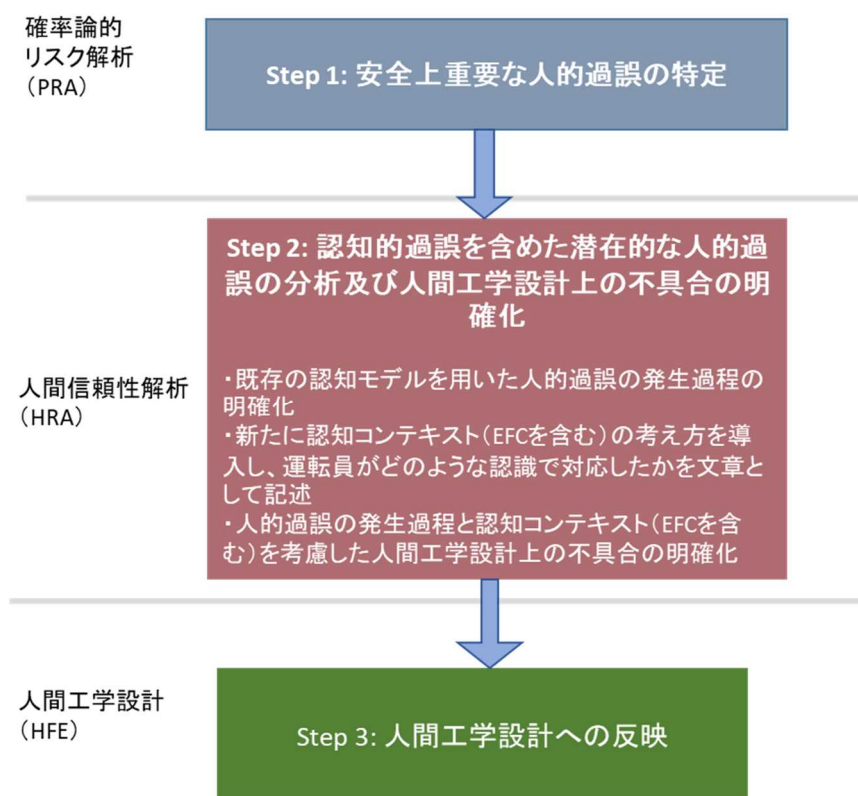 確率論的
リスク解析
(PRA)
Step 1: 安全上重要な人的過誤の特定
Step 2: 認知的過誤を含めた潜在的な人的過
誤の分析及び人間工学設計上の不具合の明
確化
・既存の認知モデルを用いた人的過誤の発生過程の
明確化
・新たに認知コンテキスト(EFCを含む)の考え方を導
入し、運転員がどのような認識で対応したかを文章と
して記述
・人的過誤の発生過程と認知コンテキスト(EFCを含
む)を考慮した人間工学設計上の不具合の明確化
人間信頼性解析
(HRA)
人間工学設計
(HFE)
Step 3: 人間工学設計への反映